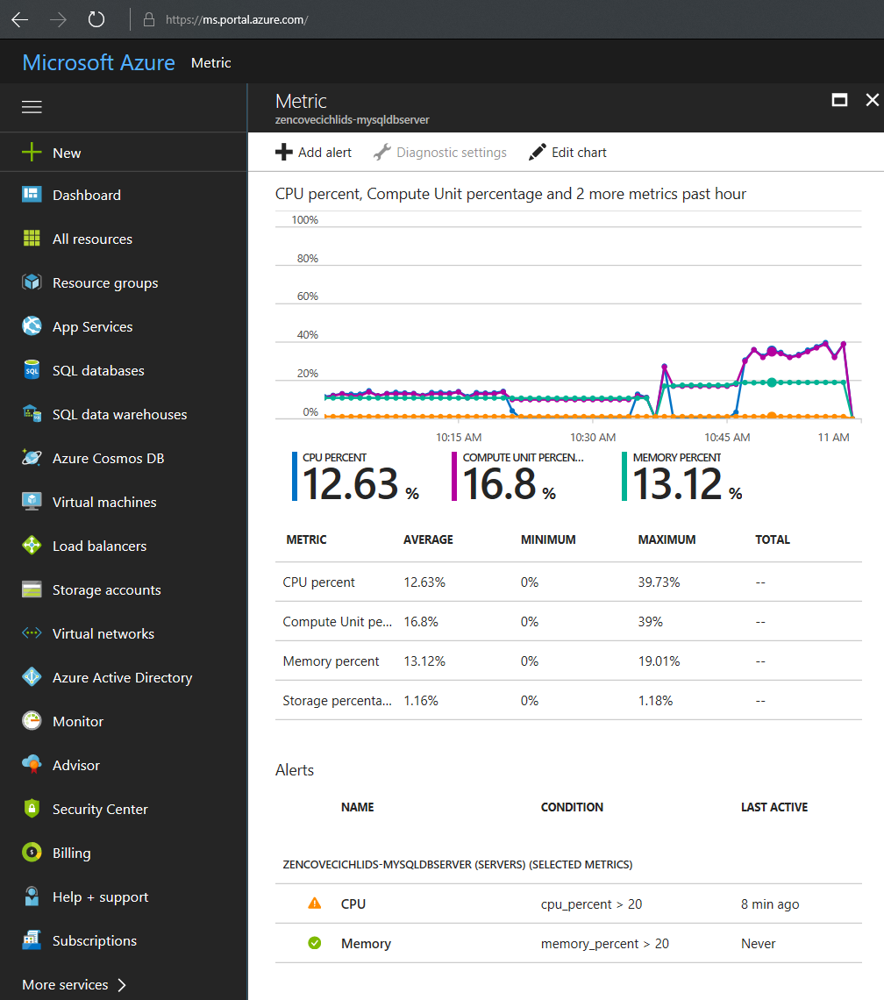 https://ms.portal.azure.com/
Microsoft Azure Metric
New
Dashboard
All resources
Resource groups
App Services
SQL databases
SQL data warehouses
Azure Cosmos DB
Virtual machines
Load balancers
Storage accounts
Virtual networks
Azure Active Directory
Monitor
Advisor
Security Center
Billing
Help + support
Subscriptions
More services
Metric
zencovecichlids-mysqldbserver
Add alert Diagnostic settings Edit chart
CPU percent, Compute Unit percentage and 2 more metrics past hour
100%
80%
60%
40%
20%
0%
10:15 AM 10:30 AM 10:45 AM 11 AM
CPU PERCENT COMPUTE UNIT PERCEN... MEMORY PERCENT
12.63 % 16.8 % 13.12 %
METRIC AVERAGE MINIMUM MAXIMUM TOTAL
CPU percent 12.63% 0% 39.73% --
Compute Unit pe... 16.8% 0% 39% --
Memory percent 13.12% 0% 19.01% --
Storage percenta... 1.16% 0% 1.18% --
Alerts
NAME CONDITION LAST ACTIVE
ZENCOVECICHLIDS-MYSQLDBSERVER (SERVERS) (SELECTED METRICS)
CPU cpu_percent > 20 8 min ago
Memory memory_percent > 20 Never